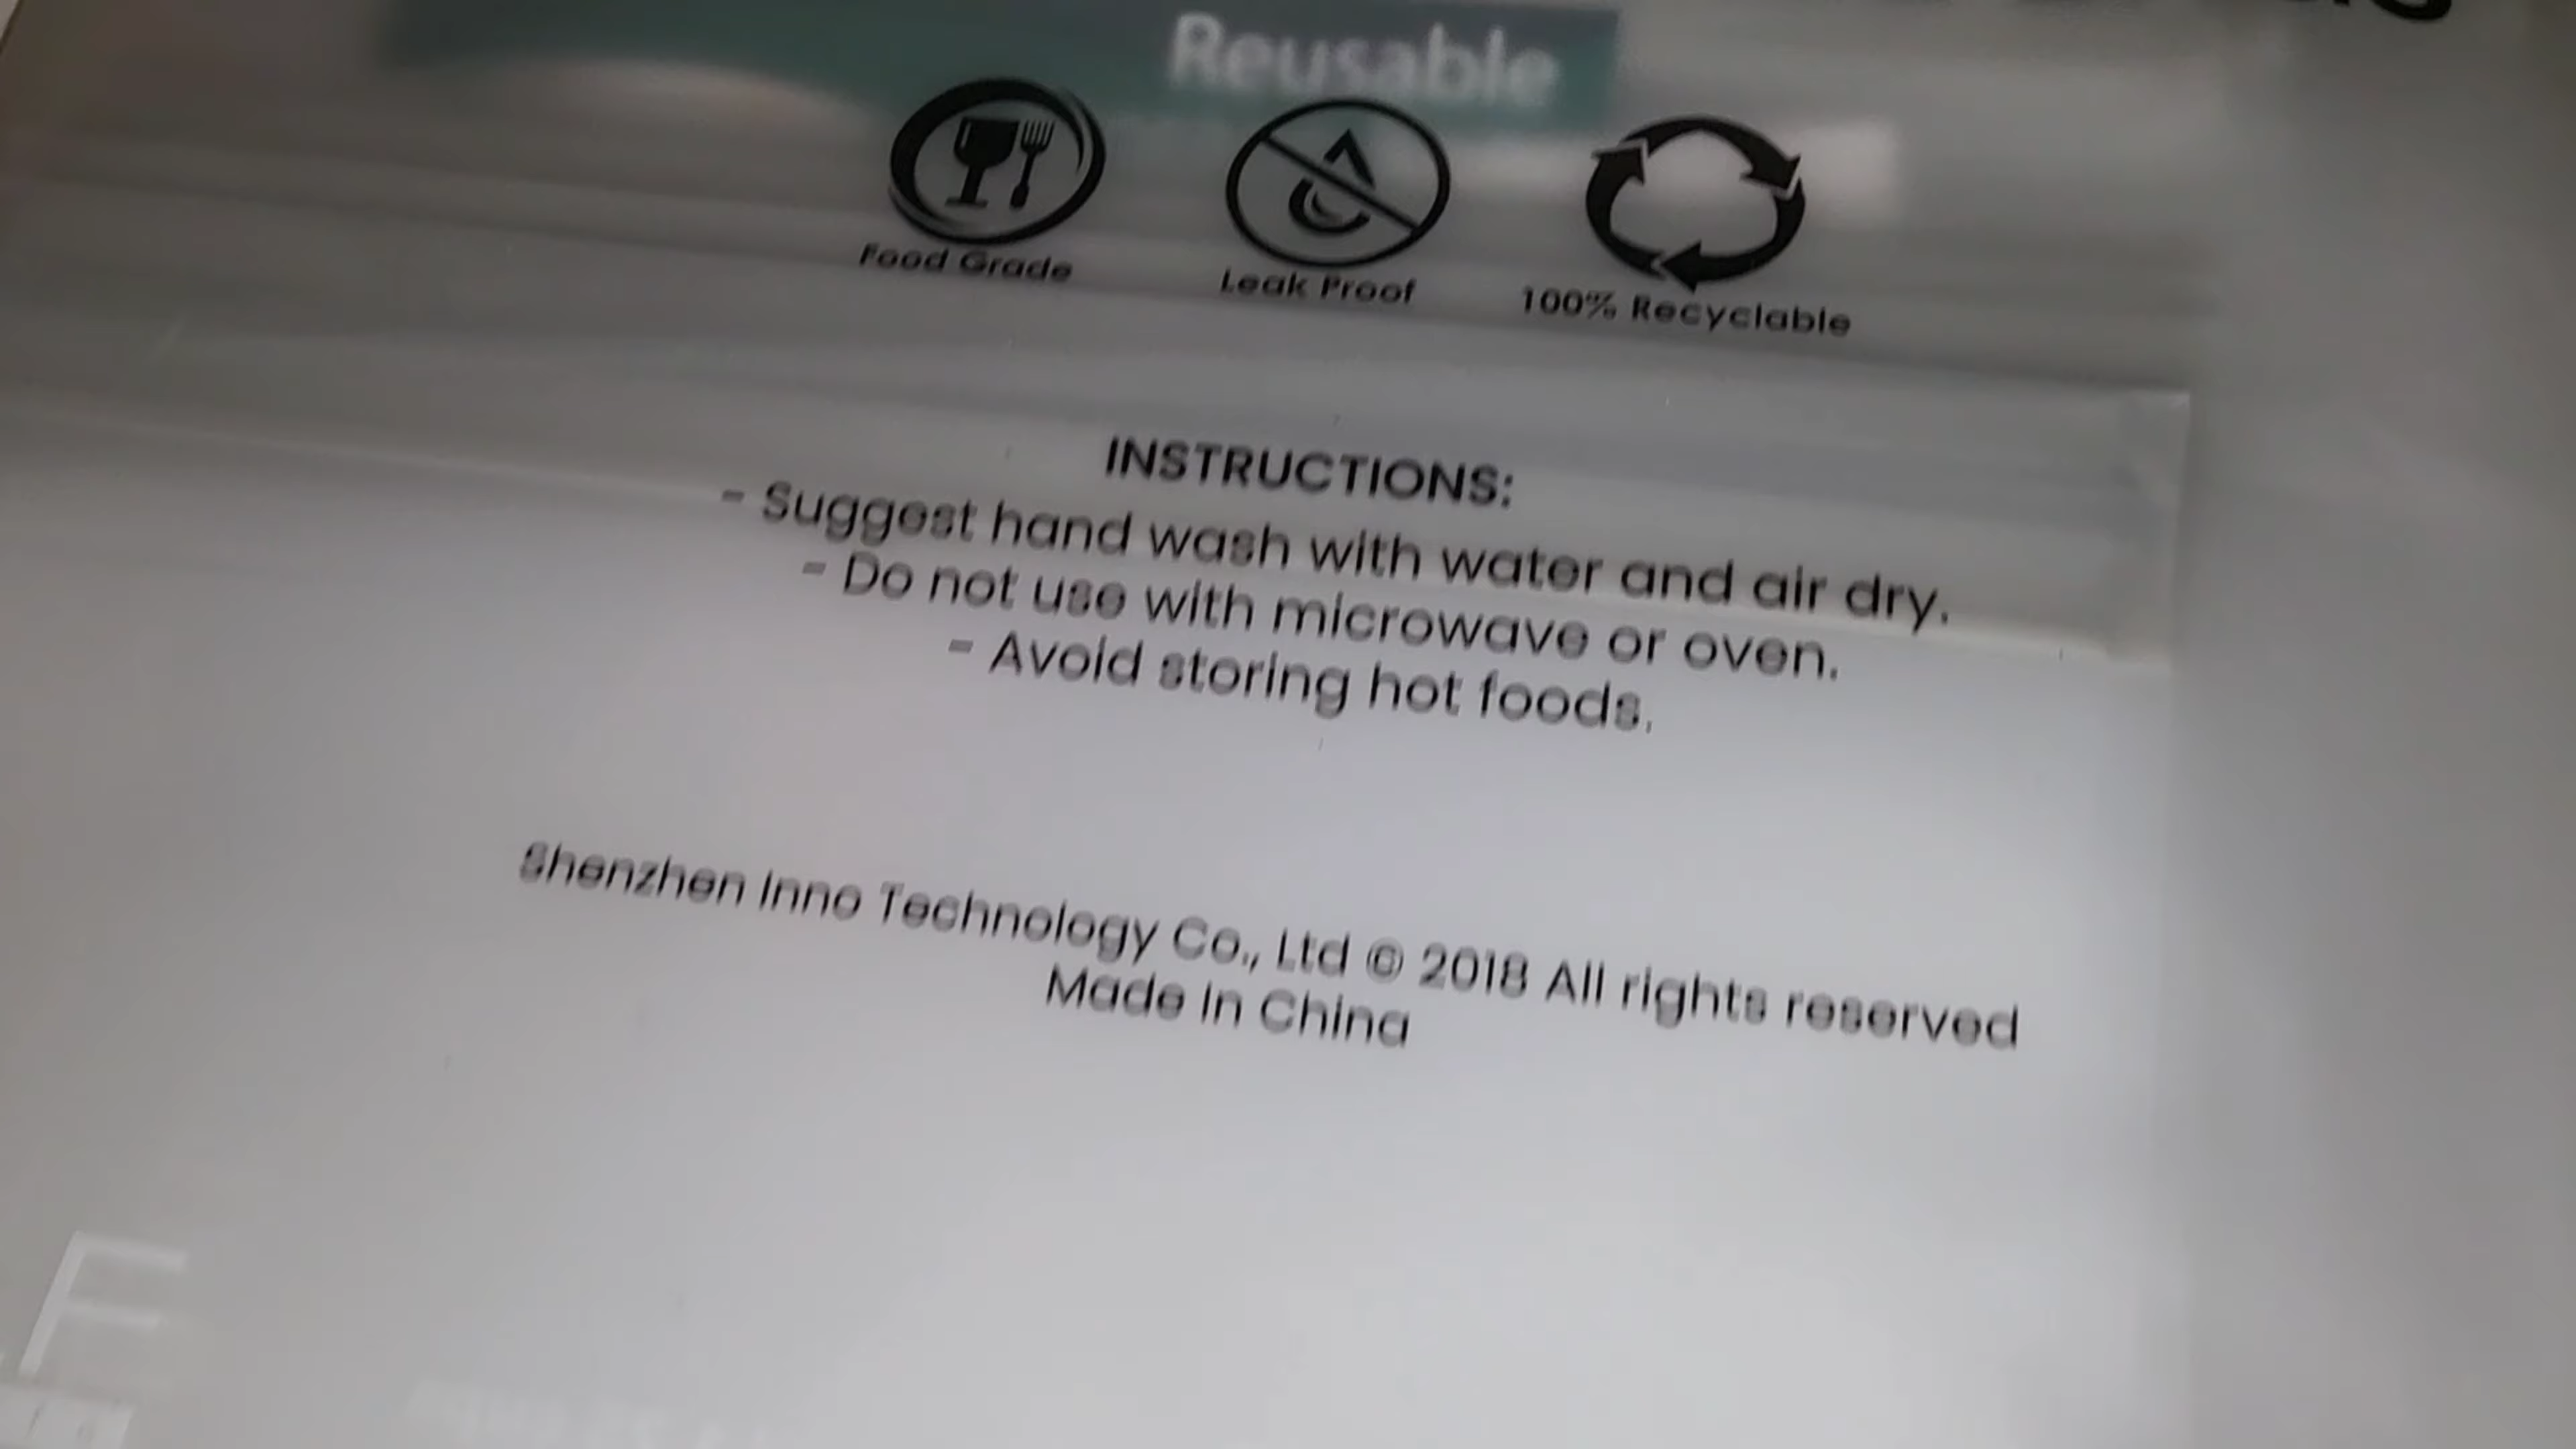 Reusable
Food Grade
Leak Proof
100% Recyclable
INSTRUCTIONS:
- Suggest hand wash with water and air dry.
- Do not use with microwave or oven.
- Avoid storing hot foods.
Shenzhen Inno Technology Co., Ltd © 2018 All rights reserved
Made In China